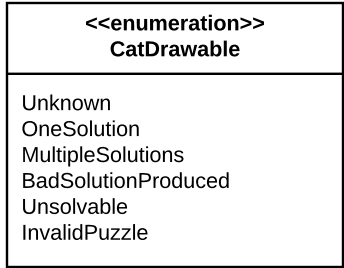 <<enumeration>>
CatDrawable
Unknown
OneSolution
MultipleSolutions
BadSolutionProduced
Unsolvable
InvalidPuzzle